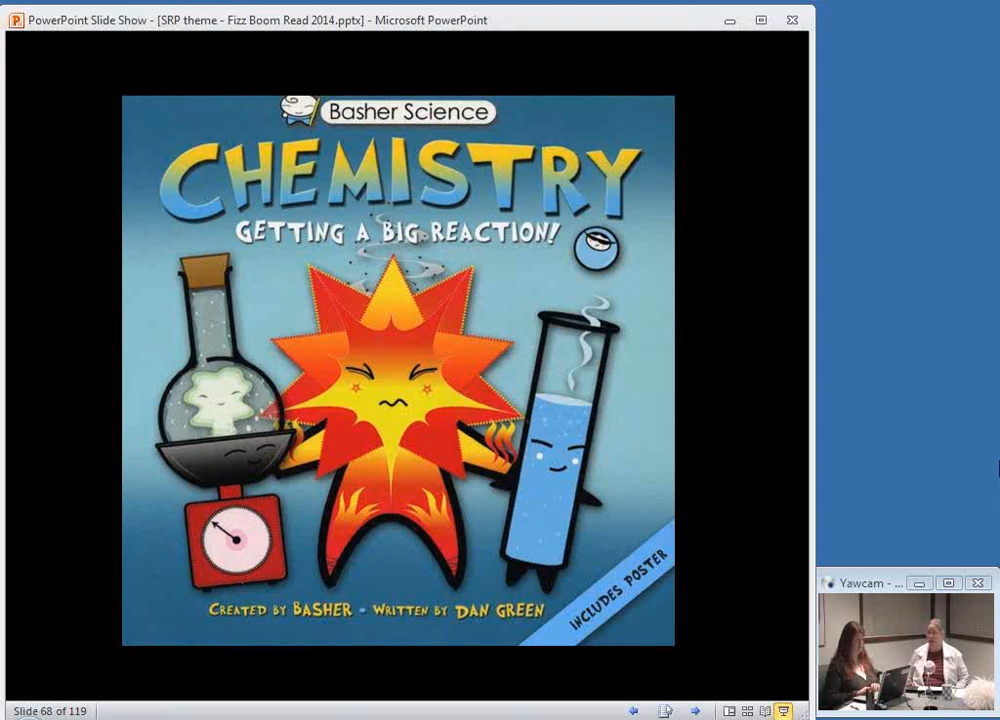 PowerPoint Slide Show - [SRP theme - Fizz Boom Read 2014.pptx] - Microsoft PowerPoint
Basher Science
CHEMISTRY
GETTING A BIG REACTION!
INCLUDES POSTER
CREATED BY BASHER • WRITTEN BY DAN GREEN
Yawcam - ...
Slide 68 of 119